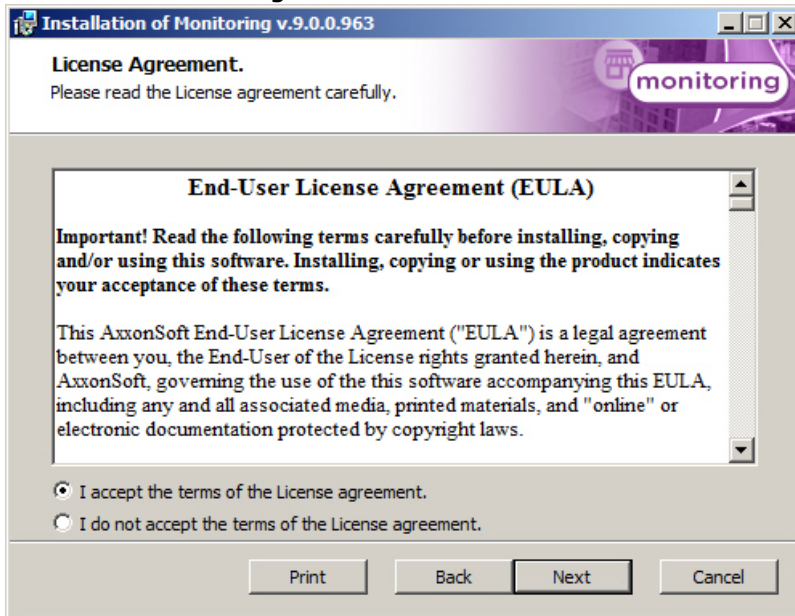 Installation of Monitoring v.9.0.0.963
License Agreement.
Please read the License agreement carefully.
monitoring
End-User License Agreement (EULA)
Important! Read the following terms carefully before installing, copying
and/or using this software. Installing, copying or using the product indicates
your acceptance of these terms.
This AxxonSoft End-User License Agreement ("EULA") is a legal agreement
between you, the End-User of the License rights granted herein, and
AxxonSoft, governing the use of the this software accompanying this EULA,
including any and all associated media, printed materials, and "online" or
electronic documentation protected by copyright laws.
I accept the terms of the License agreement.
I do not accept the terms of the License agreement.
Print Back Next Cancel